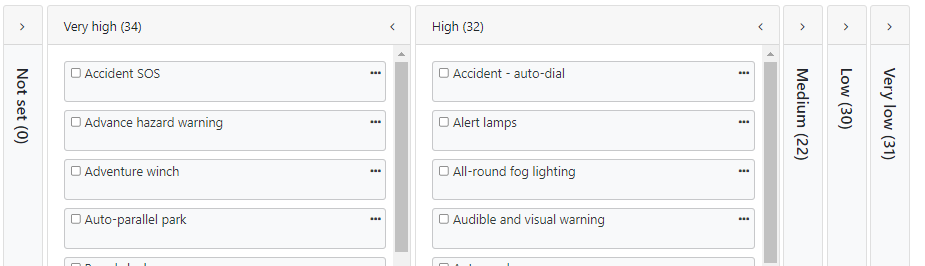 Not set (0)
Very high (34)
Accident SOS
Advance hazard warning
Adventure winch
Auto-parallel park
High (32)
Accident - auto-dial
Alert lamps
All-round fog lighting
Audible and visual warning
Medium (22)
Low (30)
Very low (31)